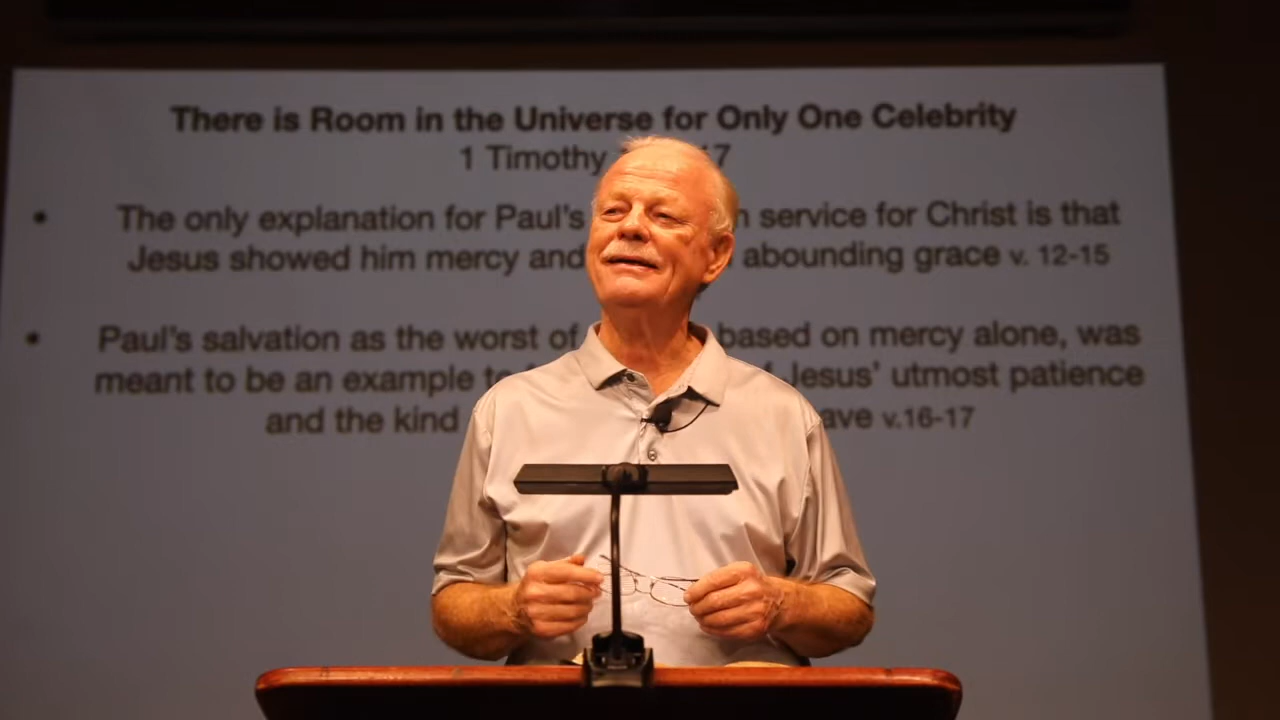 There is Room in the Universe for Only One Celebrity
1 Timothy 17
• The only explanation for Paul's service for Christ is that
Jesus showed him mercy and abounding grace v. 12-15
• Paul's salvation as the worst of based on mercy alone, was
meant to be an example Jesus' utmost patience
and the kind v.16-17